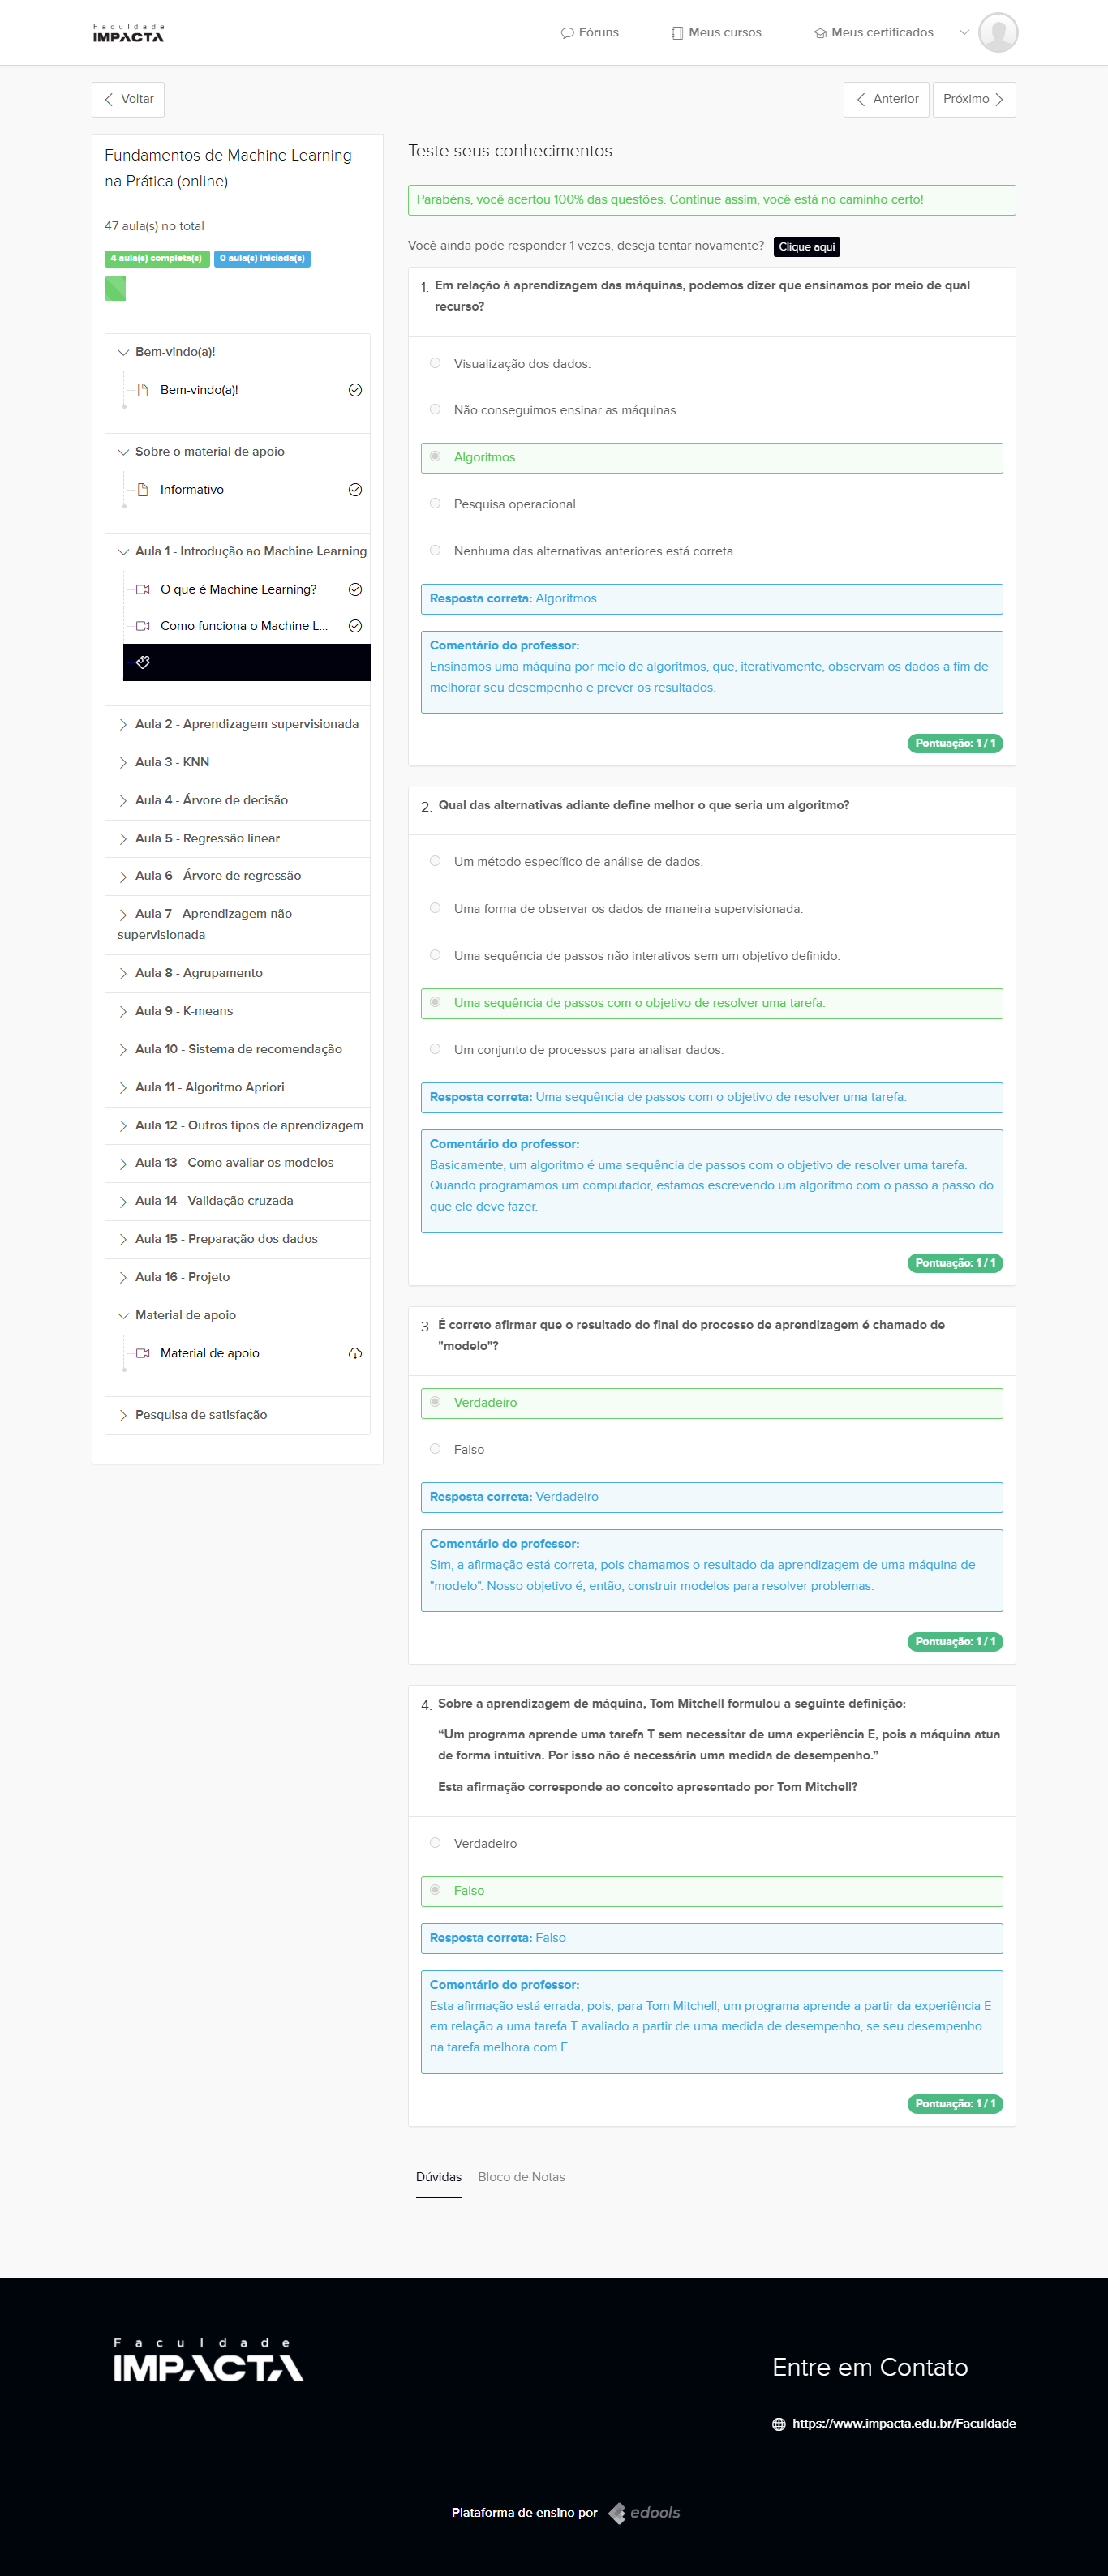 Faculdade
IMPACTA
Fóruns
Meus cursos
Meus certificados
Voltar
Anterior
Próximo
Fundamentos de Machine Learning
na Prática (online)
47 aula(s) no total
4 aula(s) completa(s)
0 aula(s) iniciada(s)
Bem-vindo(a)!
Bem-vindo(a)!
Sobre o material de apoio
Informativo
Aula 1 - Introdução ao Machine Learning
O que é Machine Learning?
Como funciona o Machine L...
Aula 2 - Aprendizagem supervisionada
Aula 3 - KNN
Aula 4 - Árvore de decisão
Aula 5 - Regressão linear
Aula 6 - Árvore de regressão
Aula 7 - Aprendizagem não
supervisionada
Aula 8 - Agrupamento
Aula 9 - K-means
Aula 10 - Sistema de recomendação
Aula 11 - Algoritmo Apriori
Aula 12 - Outros tipos de aprendizagem
Aula 13 - Como avaliar os modelos
Aula 14 - Validação cruzada
Aula 15 - Preparação dos dados
Aula 16 - Projeto
Material de apoio
Material de apoio
Pesquisa de satisfação
Teste seus conhecimentos
Parabéns, você acertou 100% das questões. Continue assim, você está no caminho certo!
Você ainda pode responder 1 vezes, deseja tentar novamente? Clique aqui
1. Em relação à aprendizagem das máquinas, podemos dizer que ensinamos por meio de qual
recurso?
Visualização dos dados.
Não conseguimos ensinar as máquinas.
Algoritmos.
Pesquisa operacional.
Nenhuma das alternativas anteriores está correta.
Resposta correta: Algoritmos.
Comentário do professor:
Ensinamos uma máquina por meio de algoritmos, que, iterativamente, observam os dados a fim de
melhorar seu desempenho e prever os resultados.
Pontuação: 1 / 1
2. Qual das alternativas adiante define melhor o que seria um algoritmo?
Um método específico de análise de dados.
Uma forma de observar os dados de maneira supervisionada.
Uma sequência de passos não interativos sem um objetivo definido.
Uma sequência de passos com o objetivo de resolver uma tarefa.
Um conjunto de processos para analisar dados.
Resposta correta: Uma sequência de passos com o objetivo de resolver uma tarefa.
Comentário do professor:
Basicamente, um algoritmo é uma sequência de passos com o objetivo de resolver uma tarefa.
Quando programamos um computador, estamos escrevendo um algoritmo com o passo a passo do
que ele deve fazer.
Pontuação: 1 / 1
3. É correto afirmar que o resultado do final do processo de aprendizagem é chamado de
"modelo"?
Verdadeiro
Falso
Resposta correta: Verdadeiro
Comentário do professor:
Sim, a afirmação está correta, pois chamamos o resultado da aprendizagem de uma máquina de
"modelo". Nosso objetivo é, então, construir modelos para resolver problemas.
Pontuação: 1 / 1
4. Sobre a aprendizagem de máquina, Tom Mitchell formulou a seguinte definição:
“Um programa aprende uma tarefa T sem necessitar de uma experiência E, pois a máquina atua
de forma intuitiva. Por isso não é necessária uma medida de desempenho.”
Esta afirmação corresponde ao conceito apresentado por Tom Mitchell?
Verdadeiro
Falso
Resposta correta: Falso
Comentário do professor:
Esta afirmação está errada, pois, para Tom Mitchell, um programa aprende a partir da experiência E
em relação a uma tarefa T avaliado a partir de uma medida de desempenho, se seu desempenho
na tarefa melhora com E.
Pontuação: 1 / 1
Dúvidas
Bloco de Notas
Faculdade
IMPACTA
Entre em Contato
https://www.impacta.edu.br/Faculdade
Plataforma de ensino por edools